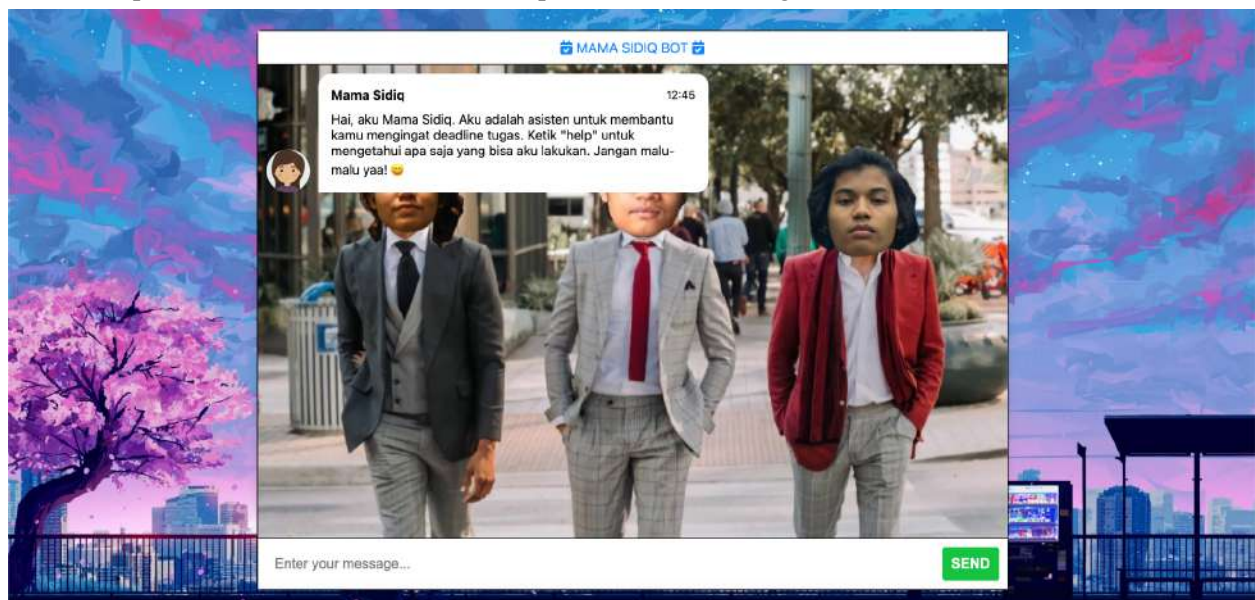 MAMA SIDIQ BOT
Mama Sidiq 12:45
Hai, aku Mama Sidiq. Aku adalah asisten untuk membantu
kamu mengingat deadline tugas. Ketik "help" untuk
mengetahui apa saja yang bisa aku lakukan. Jangan malu-
malu yaa! 😄
Enter your message...
SEND